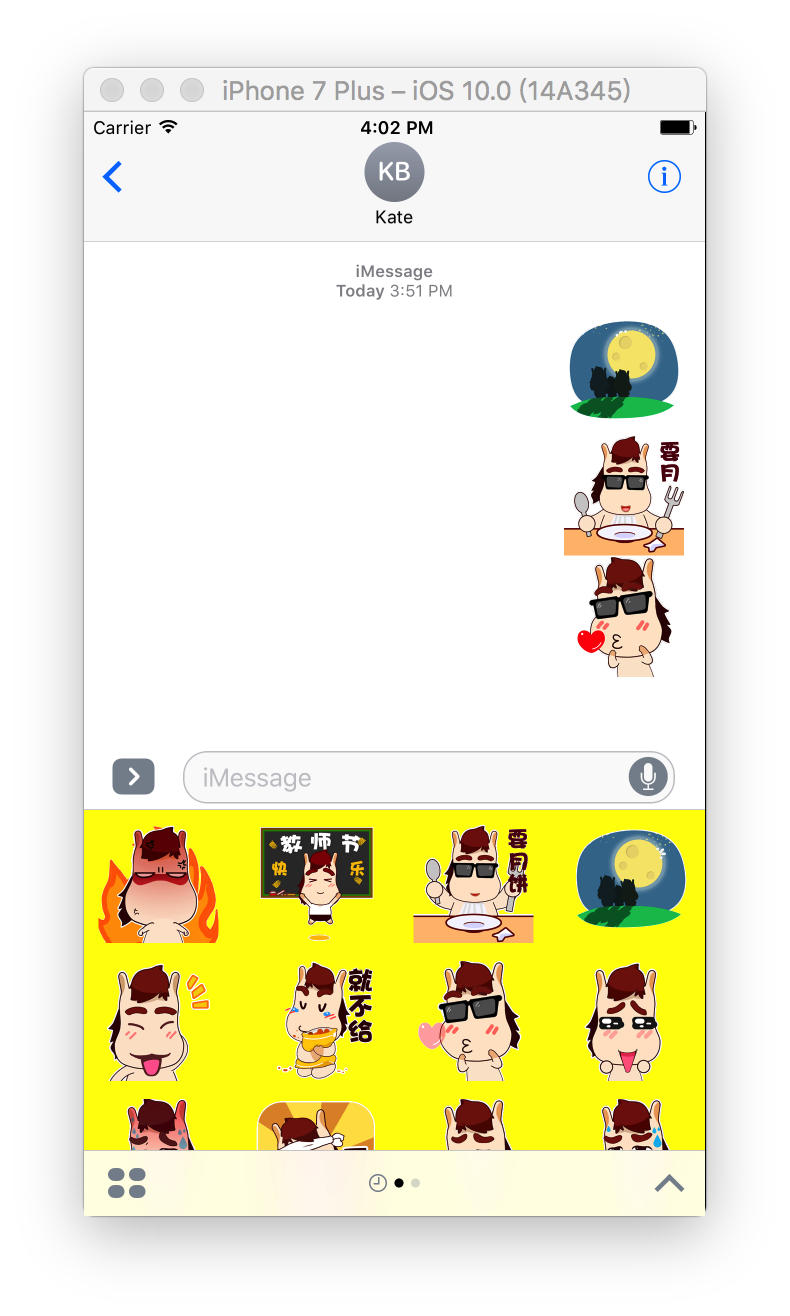 iPhone 7 Plus – iOS 10.0 (14A345)
Carrier
4:02 PM
KB
Kate
iMessage
Today 3:51 PM
要
月
iMessage
教师节
快乐
要
月
饼
就
不
给